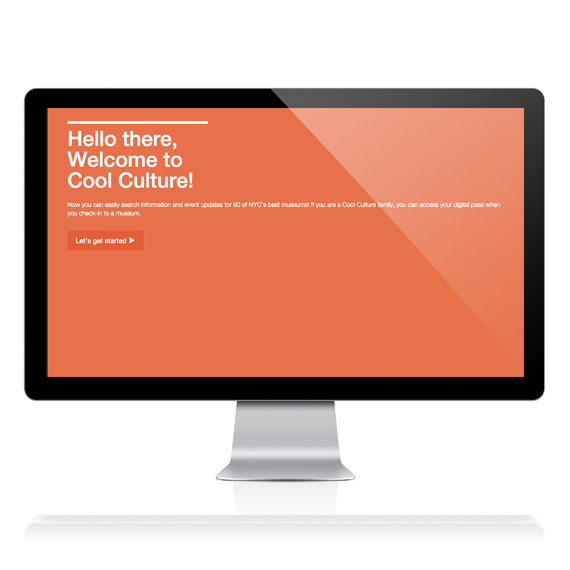 Hello there,
Welcome to
Cool Culture!
Now you can easily search information and event updates for 90 of NYC's best museums! If you are a Cool Culture family, you can access your digital pass when
you check-in to a museum.
Let's get started ▶